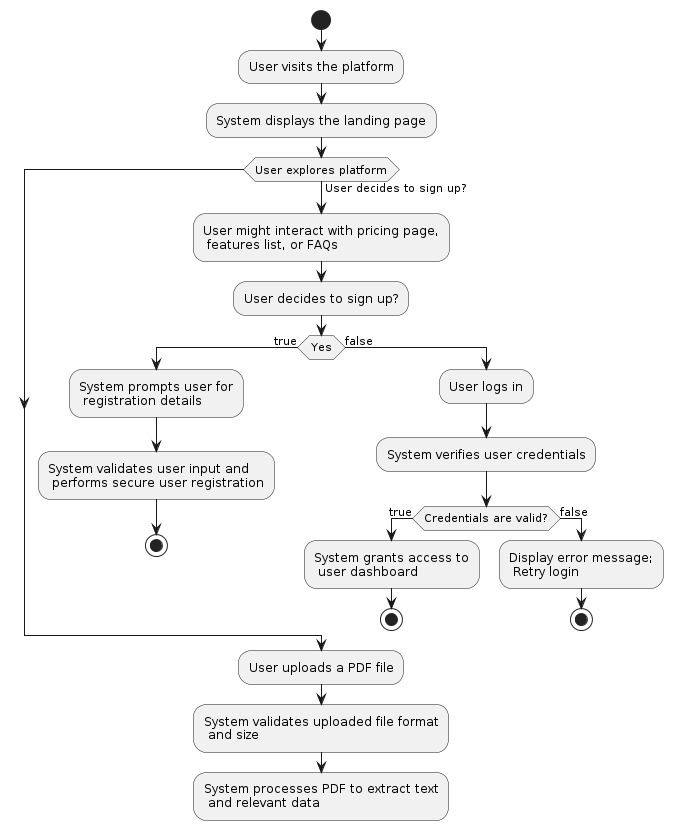 User visits the platform
System displays the landing page
User explores platform
User decides to sign up?
User might interact with pricing page,
features list, or FAQs
User decides to sign up?
true
Yes
false
System prompts user for
registration details
User logs in
System validates user input and
performs secure user registration
System verifies user credentials
true
Credentials are valid?
false
System grants access to
user dashboard
Display error message;
Retry login
User uploads a PDF file
System validates uploaded file format
and size
System processes PDF to extract text
and relevant data